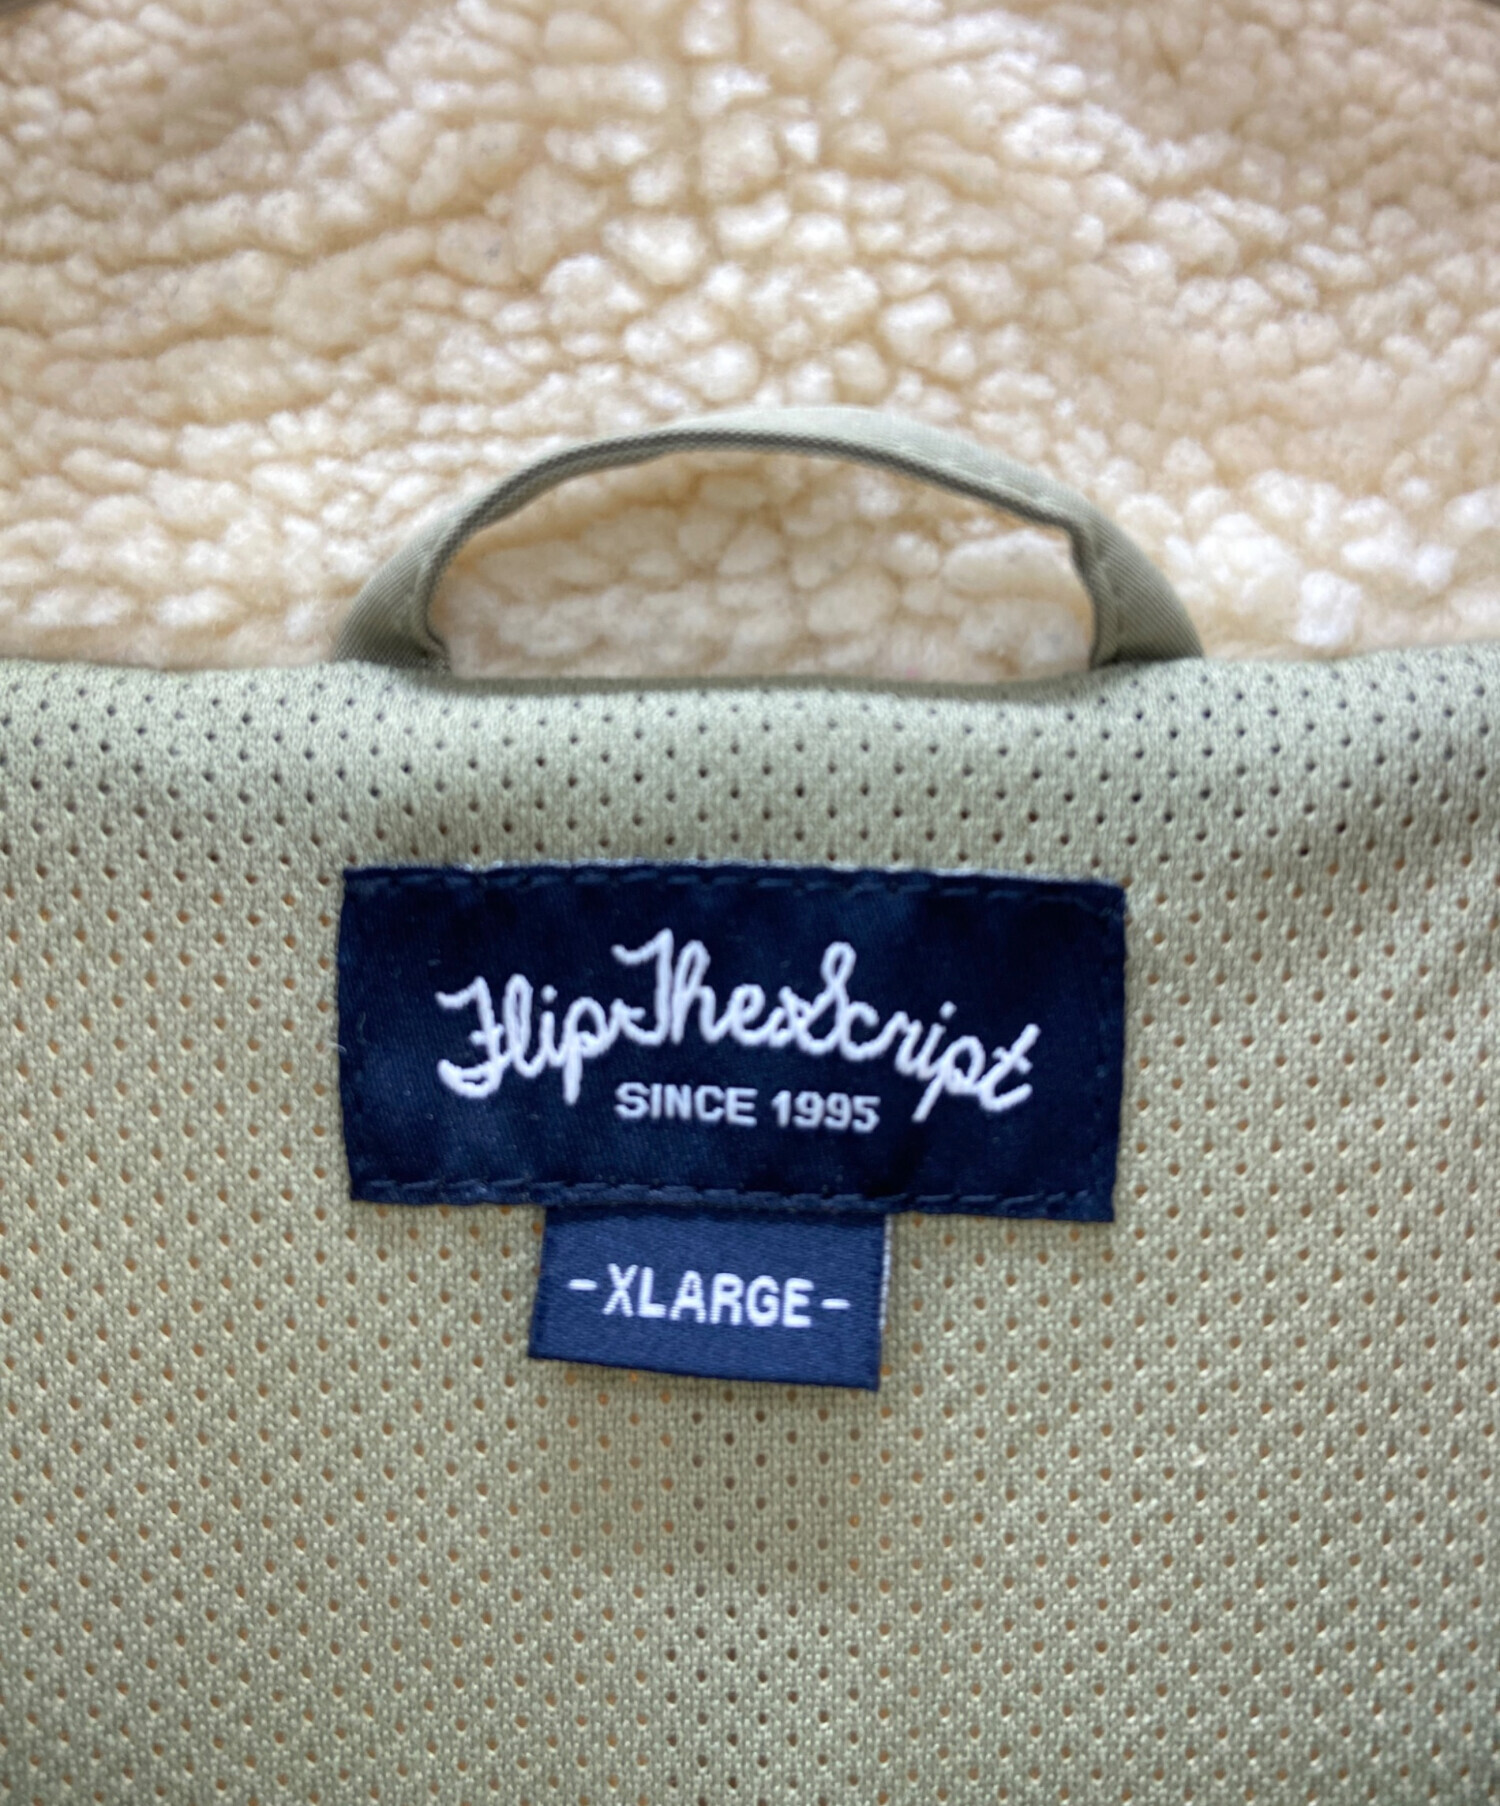 FlipTheScript
SINCE 1995
-XLARGE-